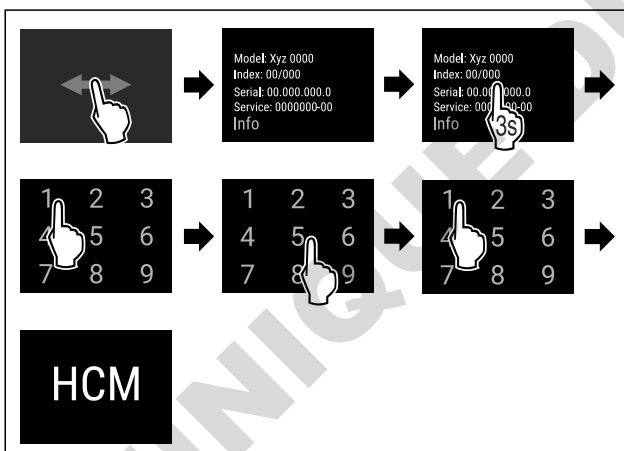 Model: Xyz 0000
Index: 00/000
Serial: 00.000.000.0
Service: 0000000-00
Info
Model: Xyz 0000
Index: 00/000
Serial:
Service:
Info
3s
1 2 3
4 5 6
7 8 9
1 2 3
4 5 6
7 8 9
1 2 3
4 5 6
7 8 9
HCM